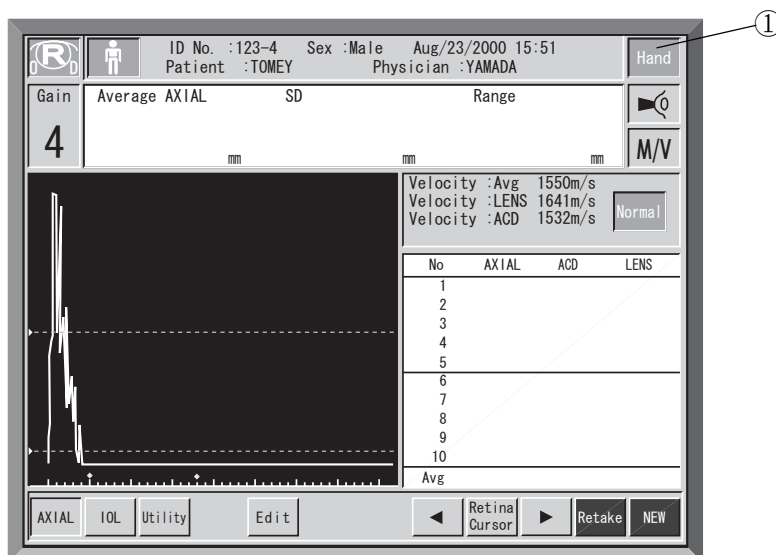 ①
ID No. :123-4 Sex :Male Aug/23/2000 15:51
Patient :TOMEY Physician :YAMADA
R
O D
Hand
Gain
4
Average AXIAL SD Range
mm mm mm
M/V
Velocity :Avg 1550m/s
Velocity :LENS 1641m/s
Velocity :ACD 1532m/s
Normal
No AXIAL ACD LENS
1
2
3
4
5
6
7
8
9
10
Avg
AXIAL IOL Utility Edit ◀ Retina Cursor ▶ Retake NEW